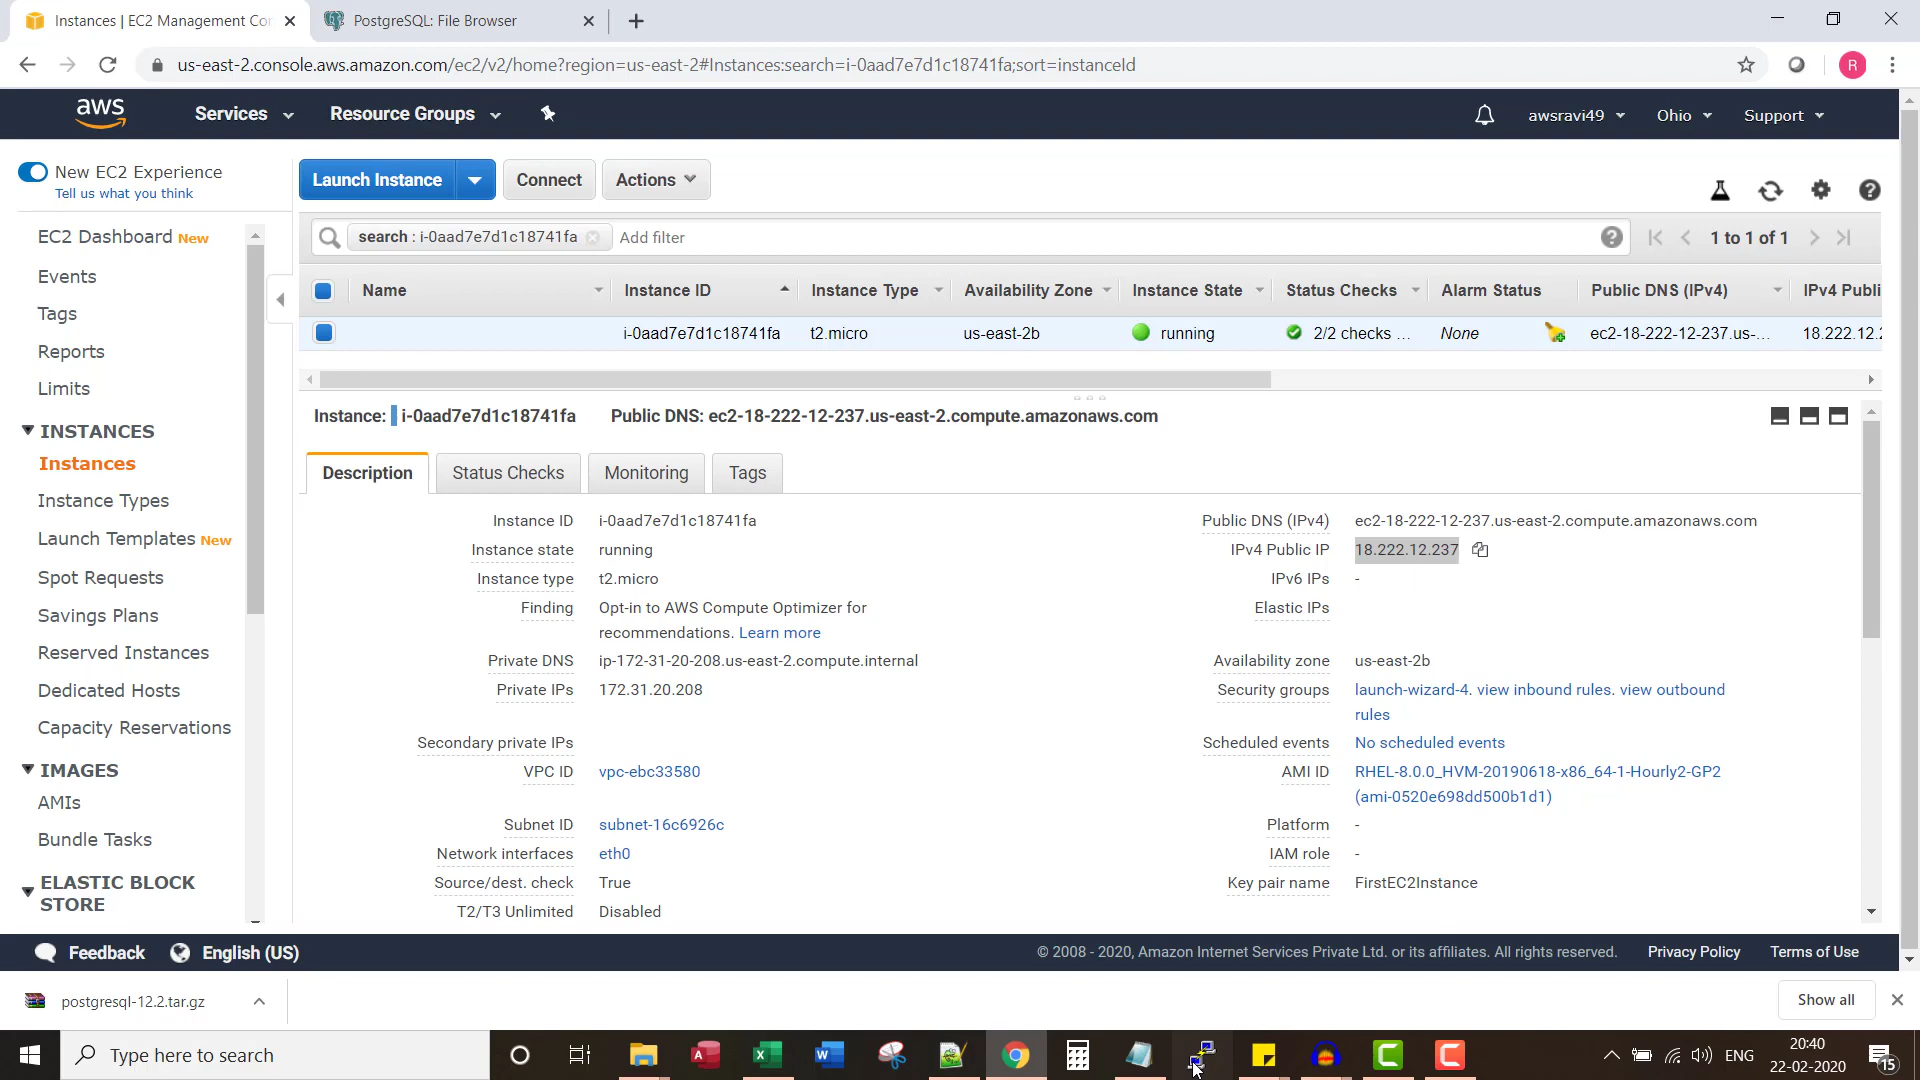 Instances | EC2 Management Con
PostgreSQL: File Browser
us-east-2.console.aws.amazon.com/ec2/v2/home?region=us-east-2#Instances:search=i-0aad7e7d1c18741fa;sort=instanceId
R
aws
Services
Resource Groups
awsravi49
Ohio
Support
New EC2 Experience
Tell us what you think
EC2 Dashboard New
Events
Tags
Reports
Limits
INSTANCES
Instances
Instance Types
Launch Templates New
Spot Requests
Savings Plans
Reserved Instances
Dedicated Hosts
Capacity Reservations
IMAGES
AMIs
Bundle Tasks
ELASTIC BLOCK
STORE
Launch Instance
Connect
Actions
search : i-0aad7e7d1c18741fa
Add filter
1 to 1 of 1
Name
Instance ID
Instance Type
Availability Zone
Instance State
Status Checks
Alarm Status
Public DNS (IPv4)
IPv4 Publi
i-0aad7e7d1c18741fa
t2.micro
us-east-2b
running
2/2 checks ...
None
ec2-18-222-12-237.us-...
18.222.12.2
Instance: i-0aad7e7d1c18741fa
Public DNS: ec2-18-222-12-237.us-east-2.compute.amazonaws.com
Description
Status Checks
Monitoring
Tags
Instance ID i-0aad7e7d1c18741fa
Instance state running
Instance type t2.micro
Finding Opt-in to AWS Compute Optimizer for
recommendations. Learn more
Private DNS ip-172-31-20-208.us-east-2.compute.internal
Private IPs 172.31.20.208
Secondary private IPs
VPC ID vpc-ebc33580
Subnet ID subnet-16c6926c
Network interfaces eth0
Source/dest. check True
T2/T3 Unlimited Disabled
Public DNS (IPv4) ec2-18-222-12-237.us-east-2.compute.amazonaws.com
IPv4 Public IP 18.222.12.237
IPv6 IPs -
Elastic IPs
Availability zone us-east-2b
Security groups launch-wizard-4. view inbound rules. view outbound
rules
Scheduled events No scheduled events
AMI ID RHEL-8.0.0_HVM-20190618-x86_64-1-Hourly2-GP2
(ami-0520e698dd500b1d1)
Platform -
IAM role -
Key pair name FirstEC2Instance
Feedback
English (US)
© 2008 - 2020, Amazon Internet Services Private Ltd. or its affiliates. All rights reserved.
Privacy Policy
Terms of Use
postgresql-12.2.tar.gz
Show all
Type here to search
ENG
20:40
22-02-2020
15